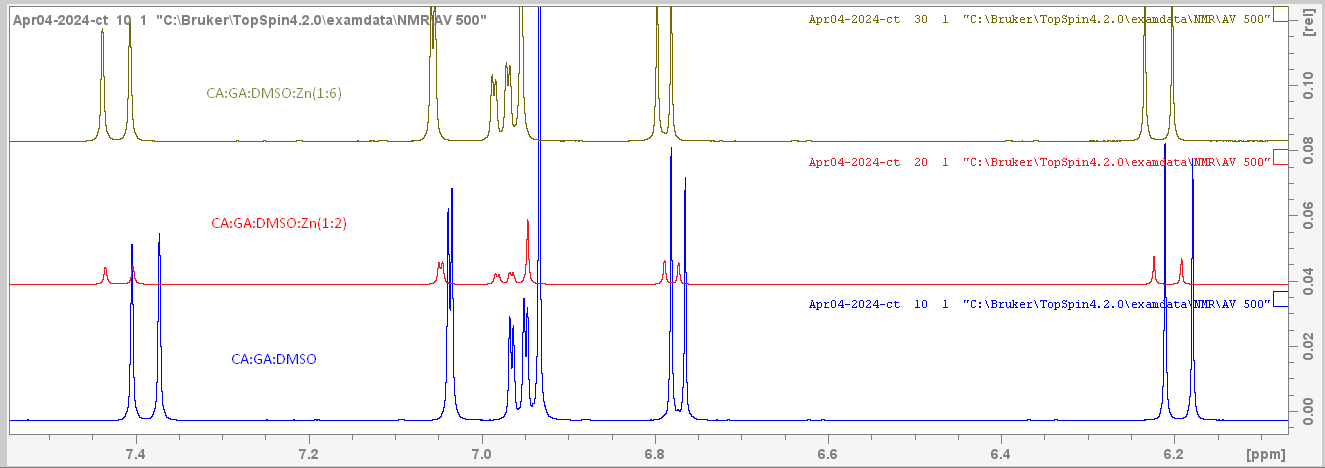 Apr04-2024-ct 10 1 "C:\Bruker\TopSpin4.2.0\examdata\NMR\AV 500"
Apr04-2024-ct 30 1 "C:\Bruker\TopSpin4.2.0\examdata\NMR\AV 500"
[rel]
CA:GA:DMSO:Zn(1:6)
0.10
0.08
Apr04-2024-ct 20 1 "C:\Bruker\TopSpin4.2.0\examdata\NMR\AV 500"
CA:GA:DMSO:Zn(1:2)
0.06
0.04
Apr04-2024-ct 10 1 "C:\Bruker\TopSpin4.2.0\examdata\NMR\AV 500"
0.02
CA:GA:DMSO
0.00
7.4 7.2 7.0 6.8 6.6 6.4 6.2 [ppm]